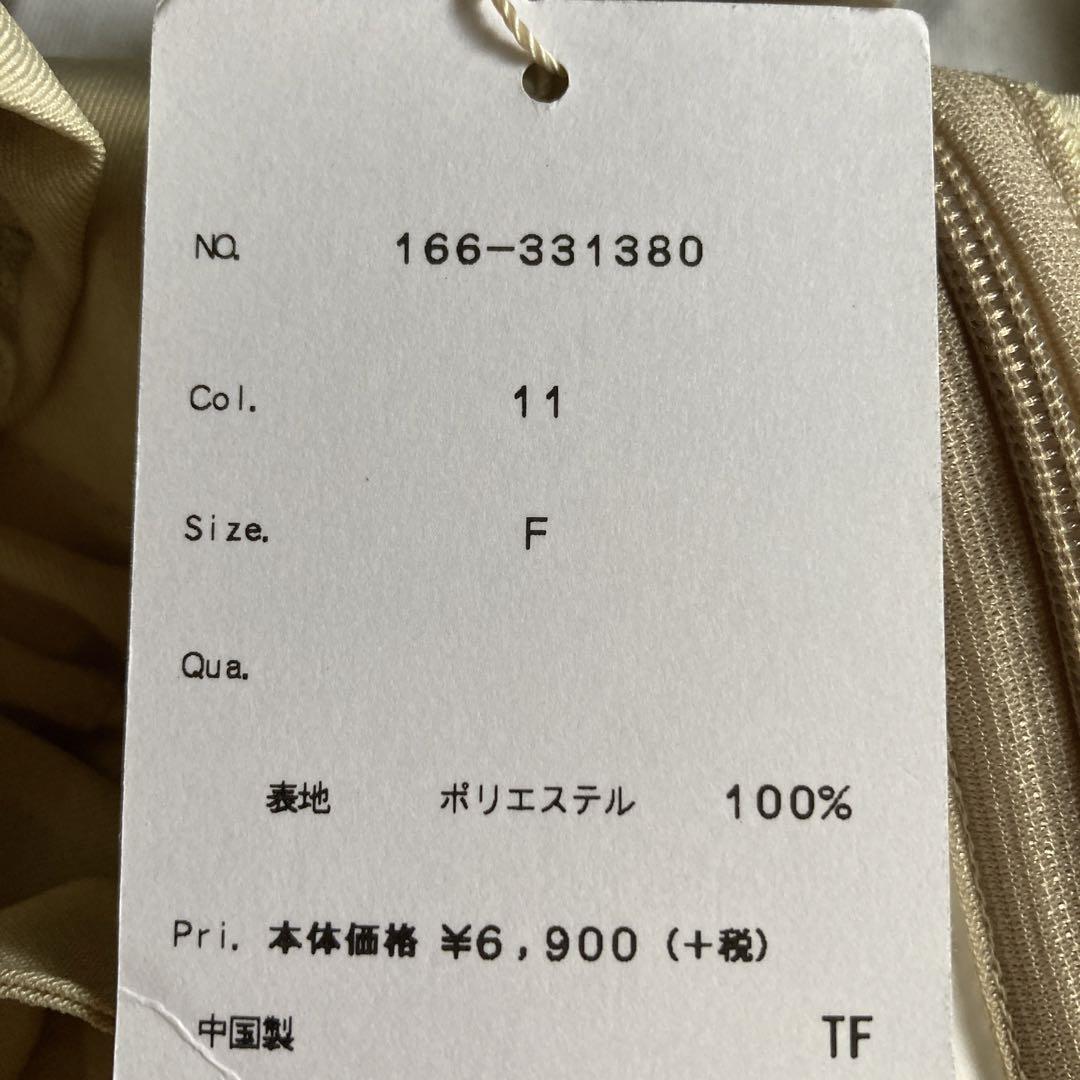 NO. 166-331380
Col. 11
Size. F
Qua.
表地 ポリエステル 100%
Pri. 本体価格 ¥6,900 (+税)
中国製 TF